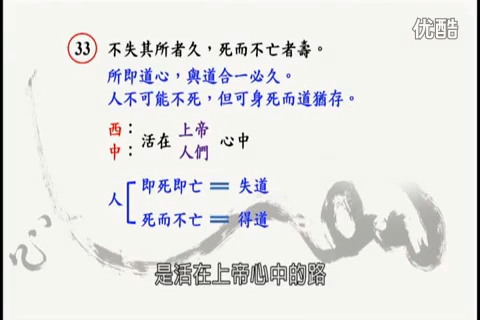 优酷
33 不失其所者久，死而不亡者壽。
所即道心，與道合一必久。
人不可能不死，但可身死而道猶存。
西：
中：
活在
上帝
人們
心中
人
即死即亡 = 失道
死而不亡 = 得道
是活在上帝心中的路